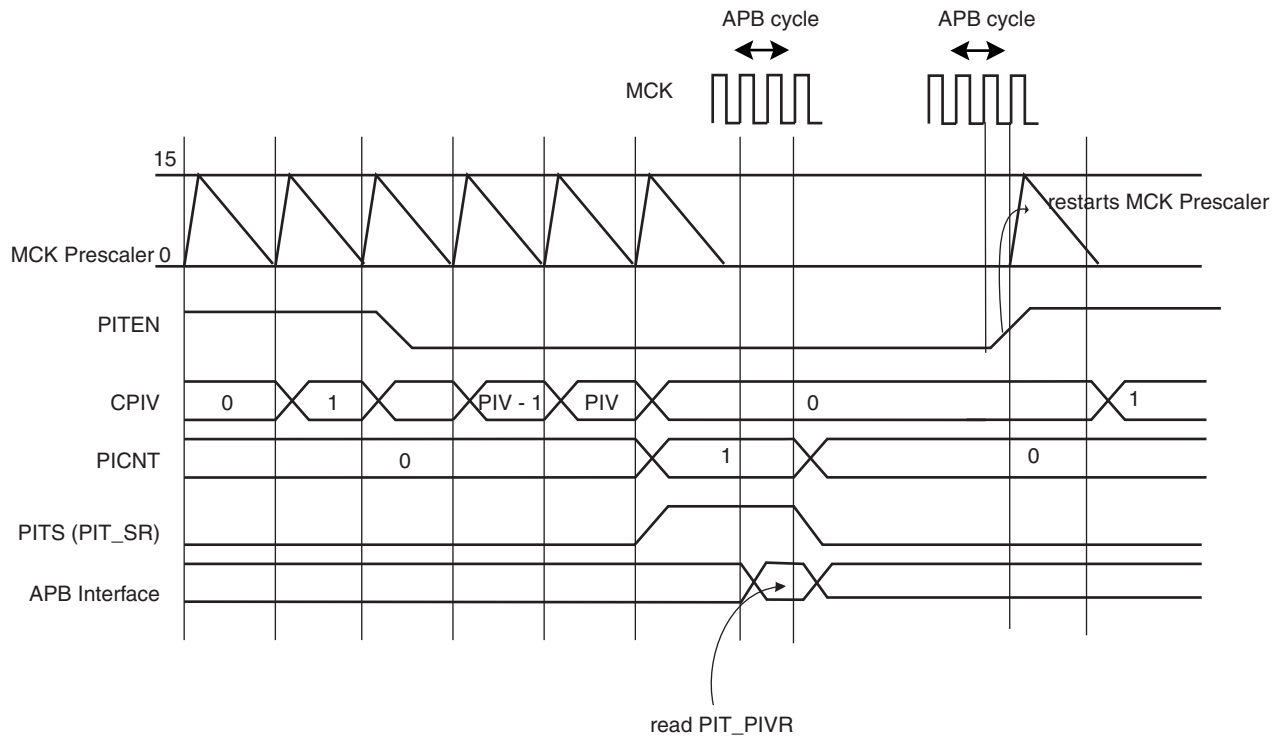 APB cycle
APB cycle
MCK
15
restarts MCK Prescaler
MCK Prescaler 0
PITEN
CPIV
0
1
PIV - 1
PIV
0
1
PICNT
0
1
0
PITS (PIT_SR)
APB Interface
read PIT_PIVR